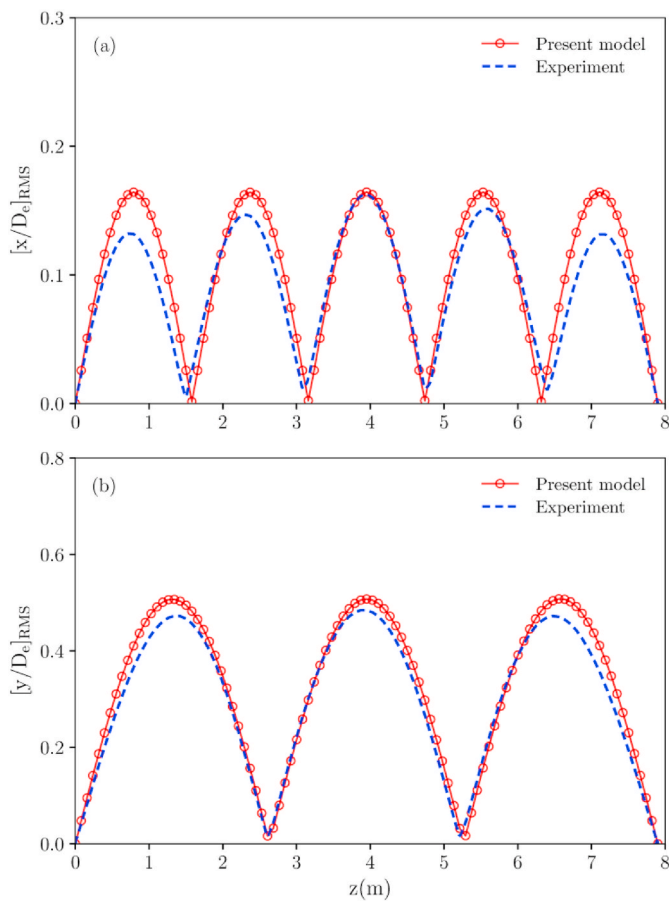 0.3
(a)
Present model
Experiment
0.2
[x/De]RMS
0.1
0.0
0 1 2 3 4 5 6 7 8
0.8
(b)
Present model
Experiment
0.6
[y/De]RMS
0.4
0.2
0.0
0 1 2 3 4 5 6 7 8
z(m)